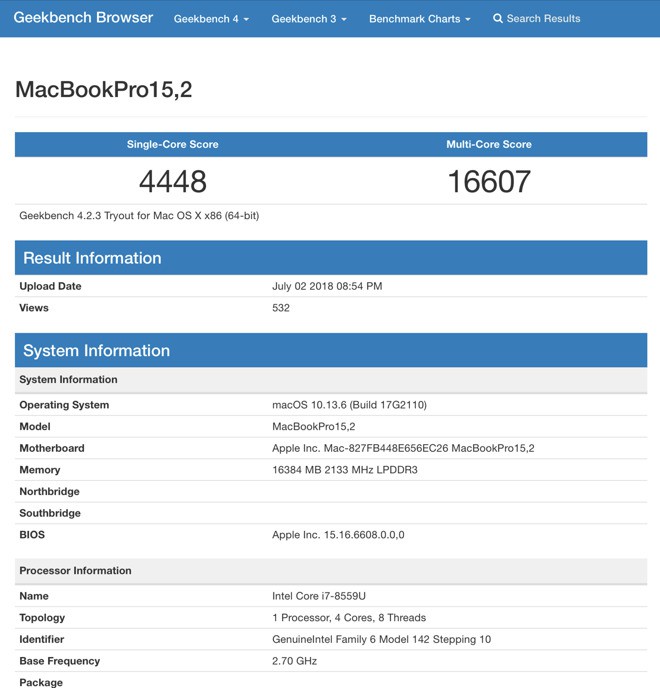 Geekbench Browser Geekbench 4 Geekbench 3 Benchmark Charts Search Results
MacBookPro15,2
Single-Core Score Multi-Core Score
4448 16607
Geekbench 4.2.3 Tryout for Mac OS X x86 (64-bit)
Result Information
Upload Date July 02 2018 08:54 PM
Views 532
System Information
System Information
Operating System macOS 10.13.6 (Build 17G2110)
Model MacBookPro15,2
Motherboard Apple Inc. Mac-827FB448E656EC26 MacBookPro15,2
Memory 16384 MB 2133 MHz LPDDR3
Northbridge
Southbridge
BIOS Apple Inc. 15.16.6608.0.0,0
Processor Information
Name Intel Core i7-8559U
Topology 1 Processor, 4 Cores, 8 Threads
Identifier GenuineIntel Family 6 Model 142 Stepping 10
Base Frequency 2.70 GHz
Package